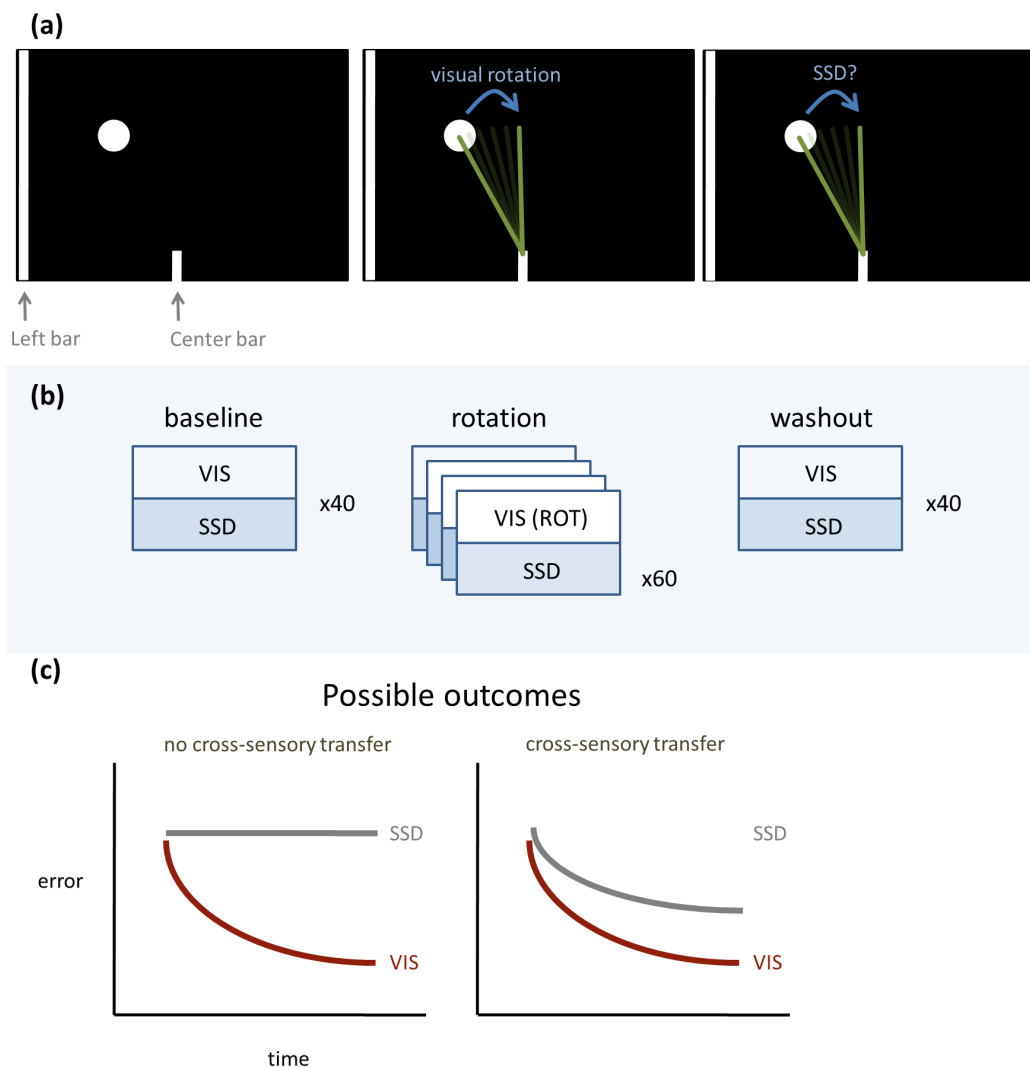 (a)
visual rotation
SSD?
Left bar
Center bar
(b)
baseline
rotation
washout
VIS
SSD
x40
VIS (ROT)
SSD
x60
VIS
SSD
x40
(c)
Possible outcomes
no cross-sensory transfer
cross-sensory transfer
SSD
VIS
error
SSD
VIS
time